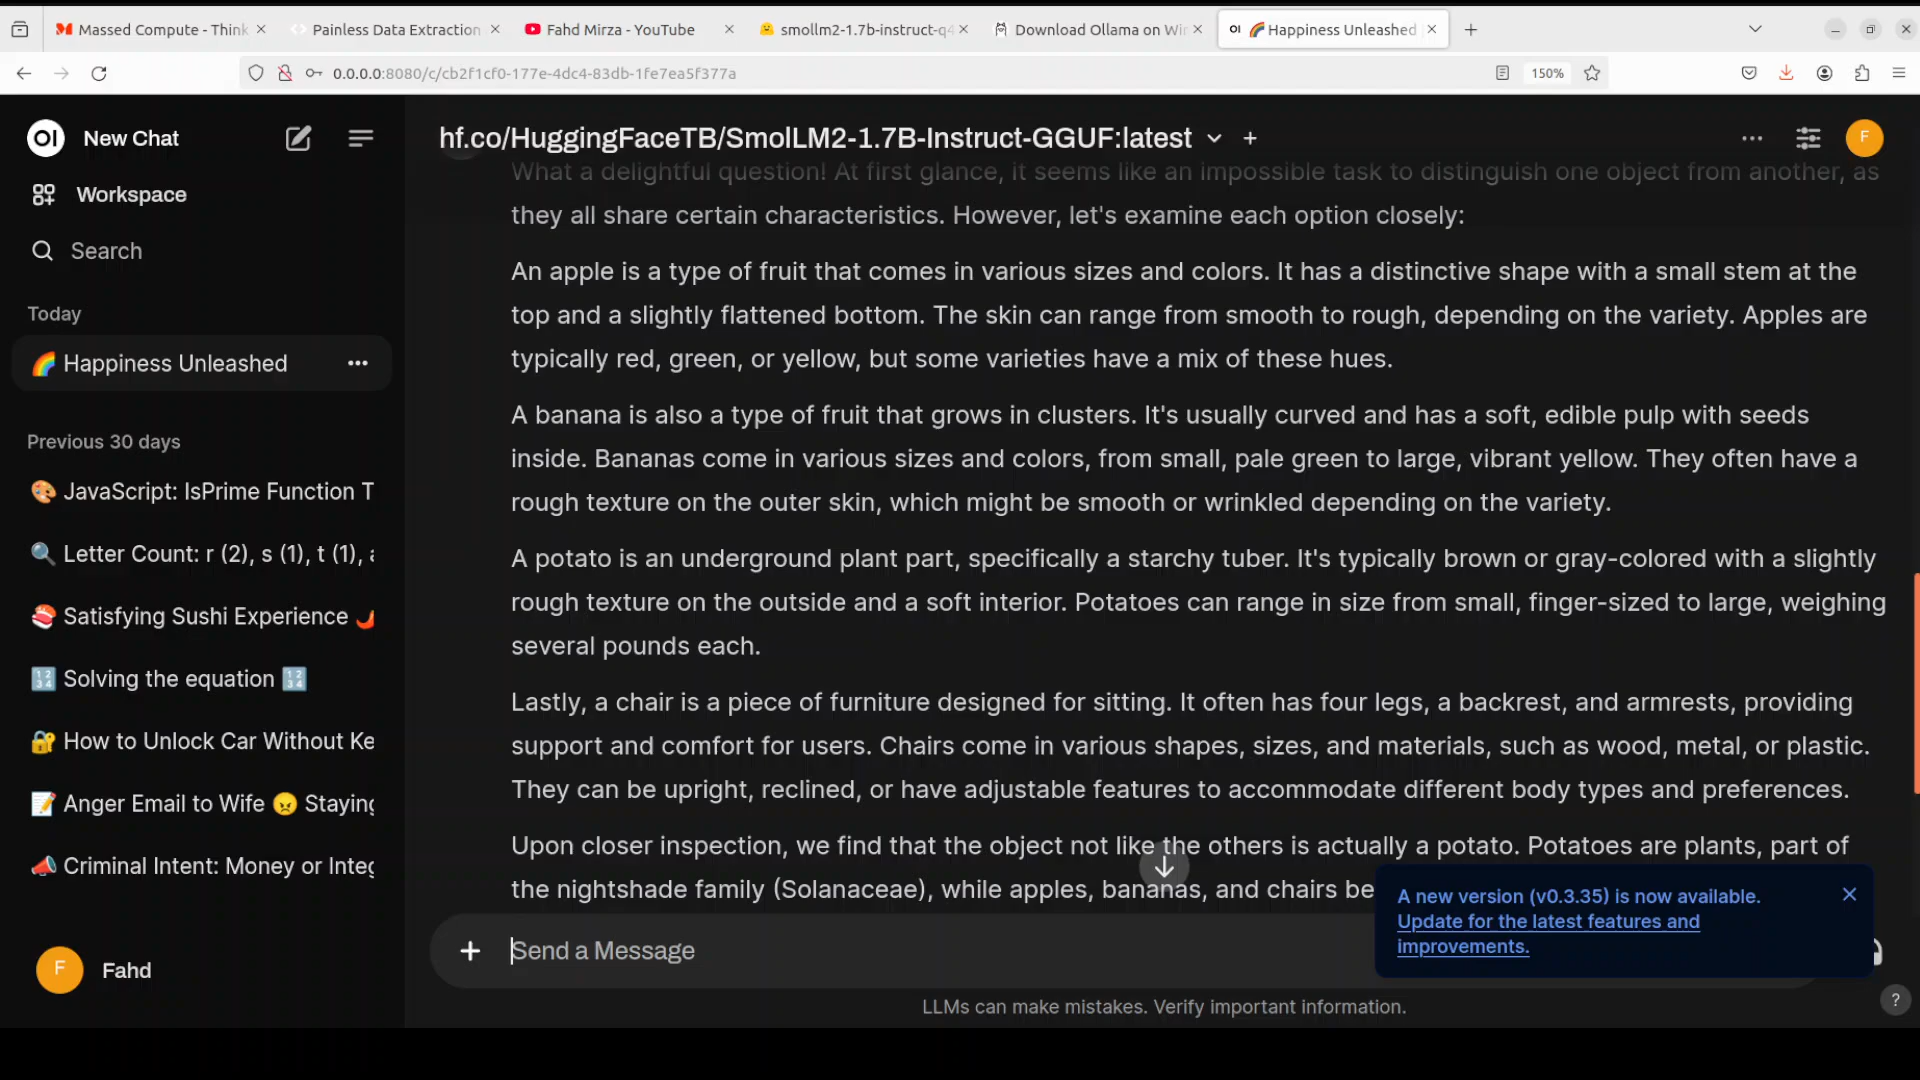 Massed Compute - Think
Painless Data Extraction
Fahd Mirza - YouTube
smollm2-1.7b-instruct-q4
Download Ollama on Win
OI 🌈 Happiness Unleashed
0.0.0.0:8080/c/cb2f1cf0-177e-4dc4-83db-1fe7ea5f377a
150%
OI New Chat
Workspace
Search
Today
🌈 Happiness Unleashed
Previous 30 days
🎨 JavaScript: IsPrime Function T
🔍 Letter Count: r (2), s (1), t (1), a
🍣 Satisfying Sushi Experience 🌶️
🔢 Solving the equation 🔢
🔐 How to Unlock Car Without Ke
📝 Anger Email to Wife 😠 Staying
📣 Criminal Intent: Money or Integ
F Fahd
hf.co/HuggingFaceTB/SmolLM2-1.7B-Instruct-GGUF:latest
F
What a delightful question! At first glance, it seems like an impossible task to distinguish one object from another, as
they all share certain characteristics. However, let's examine each option closely:
An apple is a type of fruit that comes in various sizes and colors. It has a distinctive shape with a small stem at the
top and a slightly flattened bottom. The skin can range from smooth to rough, depending on the variety. Apples are
typically red, green, or yellow, but some varieties have a mix of these hues.
A banana is also a type of fruit that grows in clusters. It's usually curved and has a soft, edible pulp with seeds
inside. Bananas come in various sizes and colors, from small, pale green to large, vibrant yellow. They often have a
rough texture on the outer skin, which might be smooth or wrinkled depending on the variety.
A potato is an underground plant part, specifically a starchy tuber. It's typically brown or gray-colored with a slightly
rough texture on the outside and a soft interior. Potatoes can range in size from small, finger-sized to large, weighing
several pounds each.
Lastly, a chair is a piece of furniture designed for sitting. It often has four legs, a backrest, and armrests, providing
support and comfort for users. Chairs come in various shapes, sizes, and materials, such as wood, metal, or plastic.
They can be upright, reclined, or have adjustable features to accommodate different body types and preferences.
Upon closer inspection, we find that the object not like the others is actually a potato. Potatoes are plants, part of
the nightshade family (Solanaceae), while apples, bananas, and chairs be
A new version (v0.3.35) is now available.
Update for the latest features and
improvements.
Send a Message
LLMs can make mistakes. Verify important information.
?